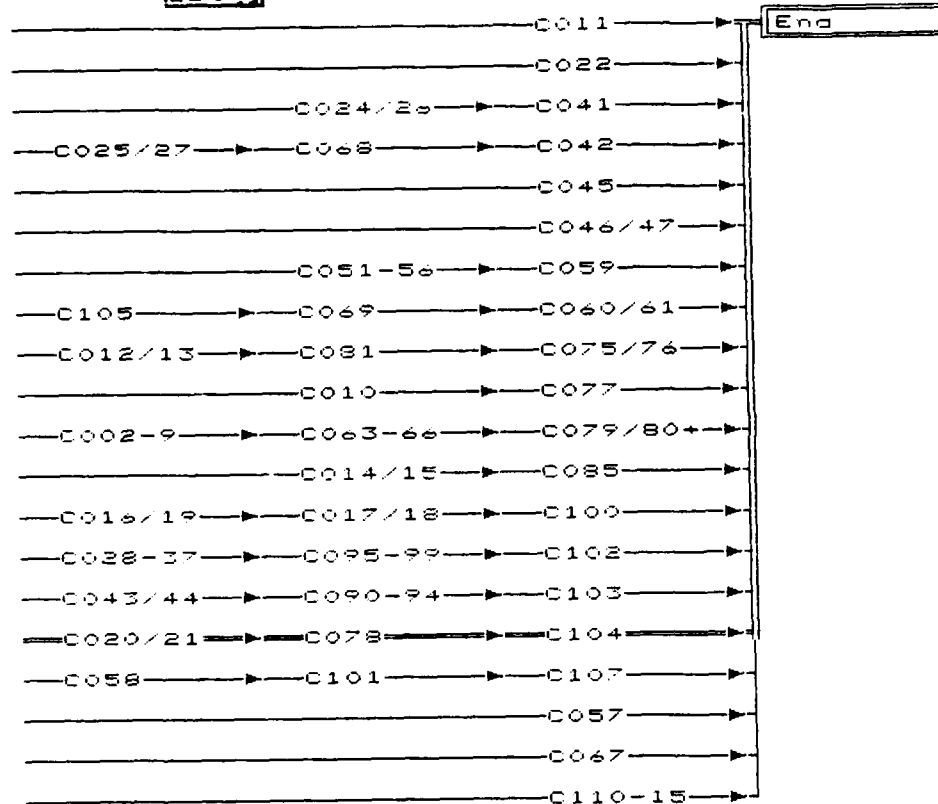 C011 End
C022
C024/26 C041
C025/27 C068 C042
C045
C046/47
C051-56 C059
C105 C069 C060/61
C012/13 C081 C075/76
C010 C077
C002-9 C063-66 C079/80+
C014/15 C085
C016/19 C017/18 C100
C028-37 C095-99 C102
C043/44 C090-94 C103
C020/21 C078 C104
C058 C101 C107
C057
C067
C110-15